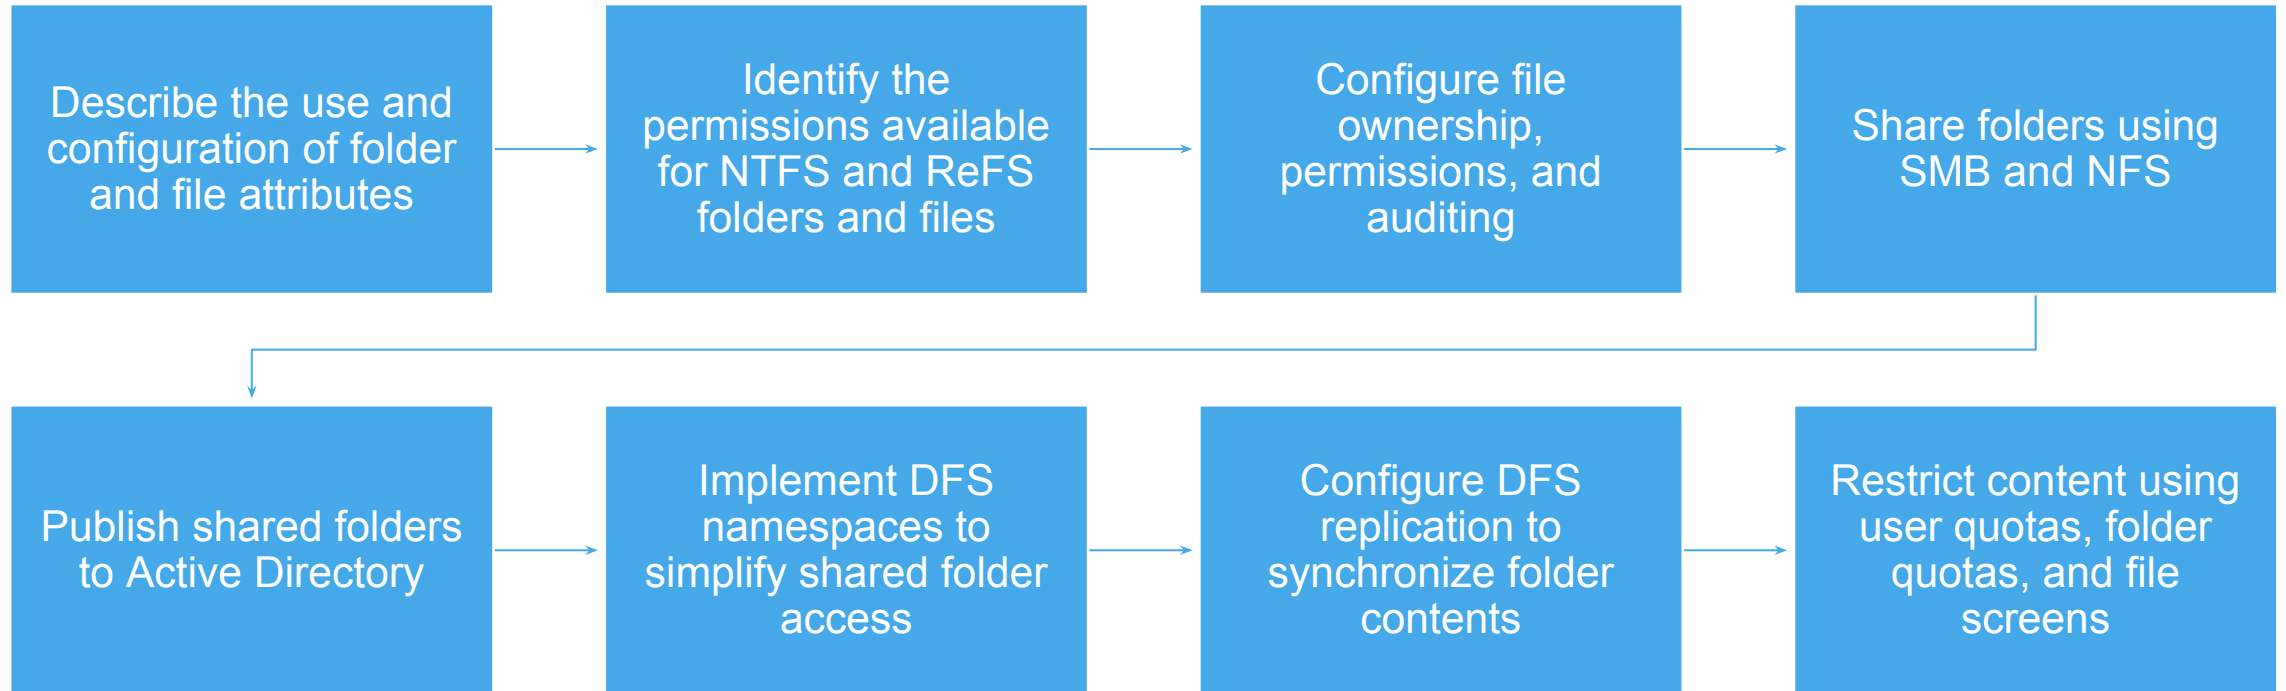 Describe the use and
configuration of folder
and file attributes
Identify the
permissions available
for NTFS and ReFS
folders and files
Configure file
ownership,
permissions, and
auditing
Share folders using
SMB and NFS
Publish shared folders
to Active Directory
Implement DFS
namespaces to
simplify shared folder
access
Configure DFS
replication to
synchronize folder
contents
Restrict content using
user quotas, folder
quotas, and file
screens